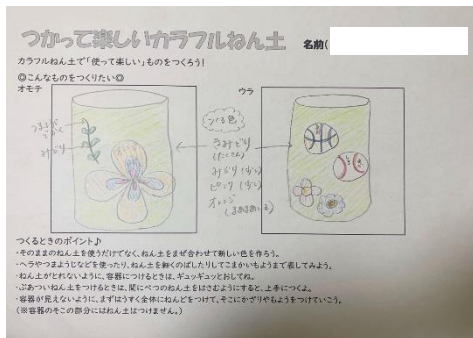 つかって楽しいカラフルねん土
名前(
カラフルねん土で「使って楽しい」ものをつくろう!
◎こんなものをつくりたい◎
オモテ
ウラ
つくる色
きみどり
(たくさん)
みどり(少し)
ピンク(少し)
オレンジ
みどり
つくるときのポイント♪
・そのままのねん土を使うだけでなく、ねん土をまぜ合わせて新しい色を作ろう。
・ヘラやつまようじなどを使ったり、ねん土を細くのばしたりしてこまかいもようまで表してみよう。
・ねん土がとれないように、容器につけるときは、ギュッギュッとおしてね。
・ぶあついねん土をつけるときは、間にべつのねん土をはさむようにすると、上手につくよ。
・容器が見えないように、まずはうすく全体にねんどをつけて、そこにかざりやもようをつけていこう。
(※容器のそこの部分にはねん土はつけません。)